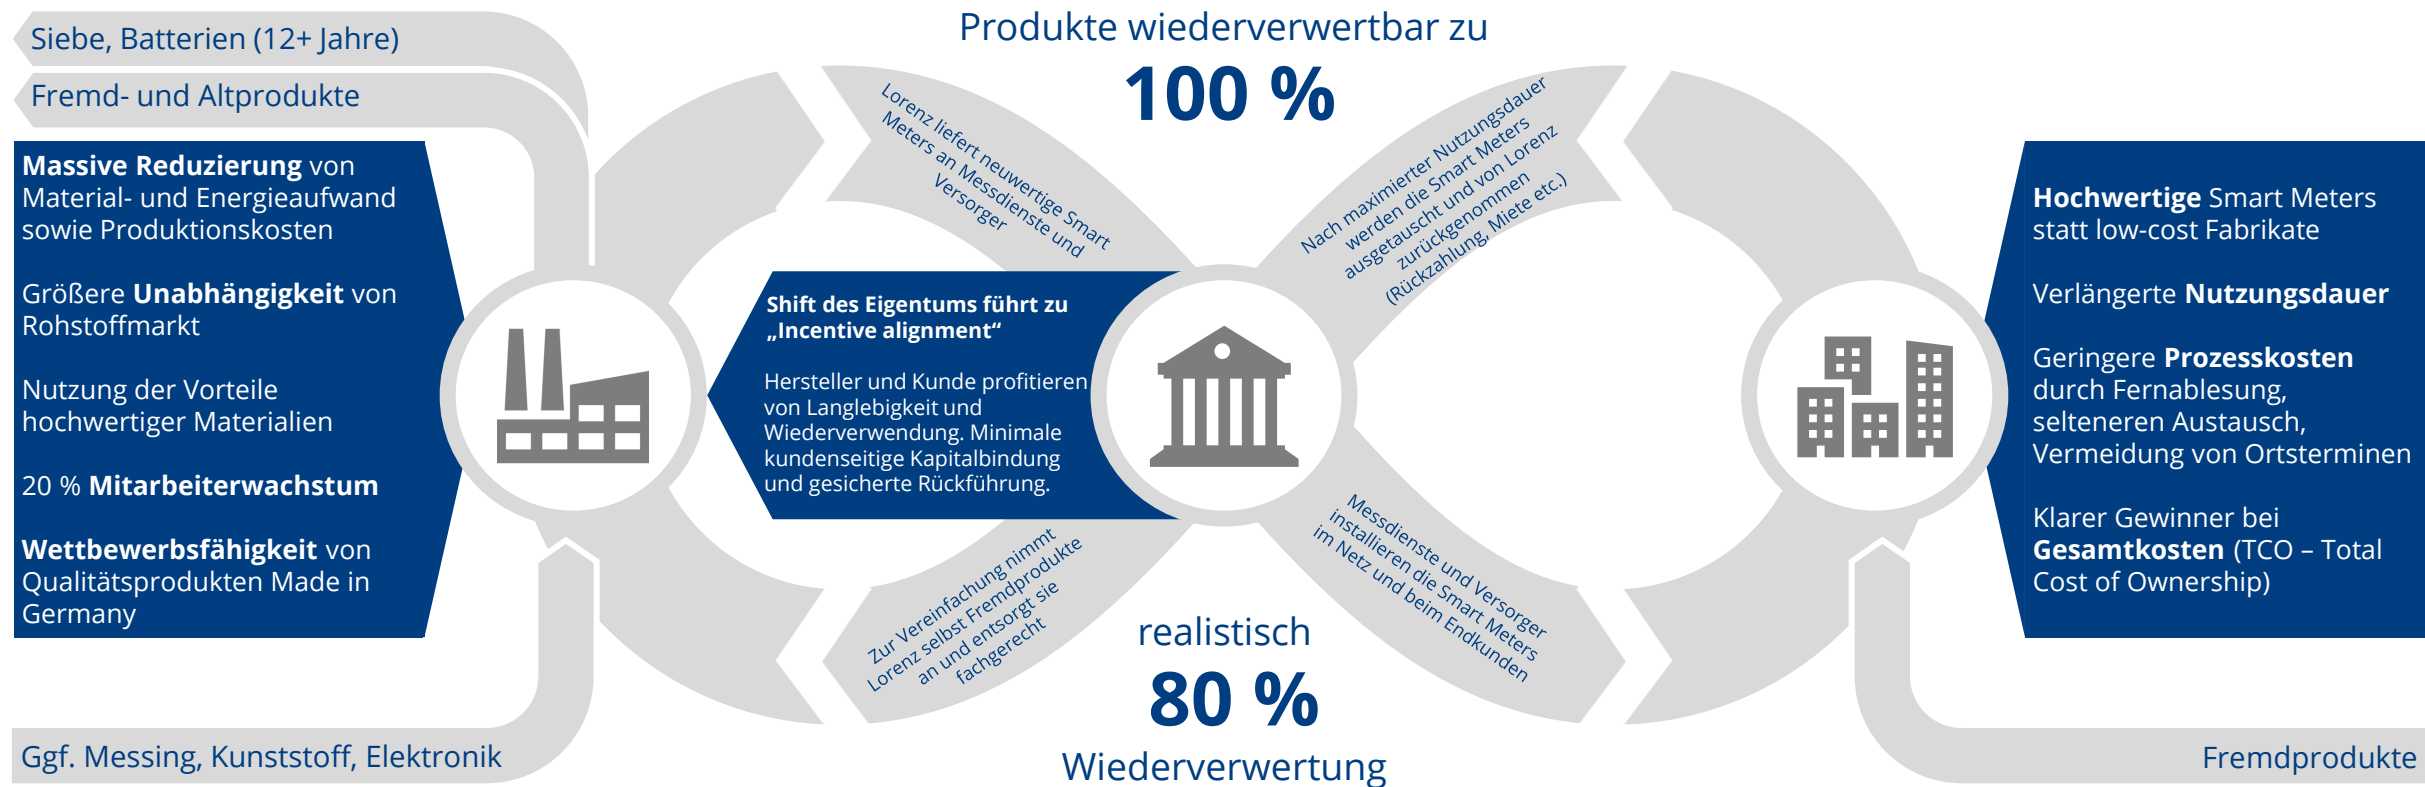 Siebe, Batterien (12+ Jahre)
Fremd- und Altprodukte
Massive Reduzierung von
Material- und Energieaufwand
sowie Produktionskosten
Größere Unabhängigkeit von
Rohstoffmarkt
Nutzung der Vorteile
hochwertiger Materialien
20 % Mitarbeiterwachstum
Wettbewerbsfähigkeit von
Qualitätsprodukten Made in
Germany
Ggf. Messing, Kunststoff, Elektronik
Produkte wiederverwertbar zu
100 %
Lorenz liefert neuwertige Smart
Meters an Messdienste und
Versorger
Nach maximierter Nutzungsdauer
werden die Smart Meters
ausgetauscht und von Lorenz
zurückgenommen
(Rückzahlung, Miete etc.)
Shift des Eigentums führt zu
„Incentive alignment“
Hersteller und Kunde profitieren
von Langlebigkeit und
Wiederverwendung. Minimale
kundenseitige Kapitalbindung
und gesicherte Rückführung.
Zur Vereinfachung nimmt
Lorenz selbst Fremdprodukte
an und entsorgt sie
fachgerecht
Messdienste und Versorger
installieren die Smart Meters
im Netz und beim Endkunden
realistisch
80 %
Wiederverwertung
Hochwertige Smart Meters
statt low-cost Fabrikate
Verlängerte Nutzungsdauer
Geringere Prozesskosten
durch Fernablesung,
selteneren Austausch,
Vermeidung von Ortsterminen
Klarer Gewinner bei
Gesamtkosten (TCO – Total
Cost of Ownership)
Fremdprodukte